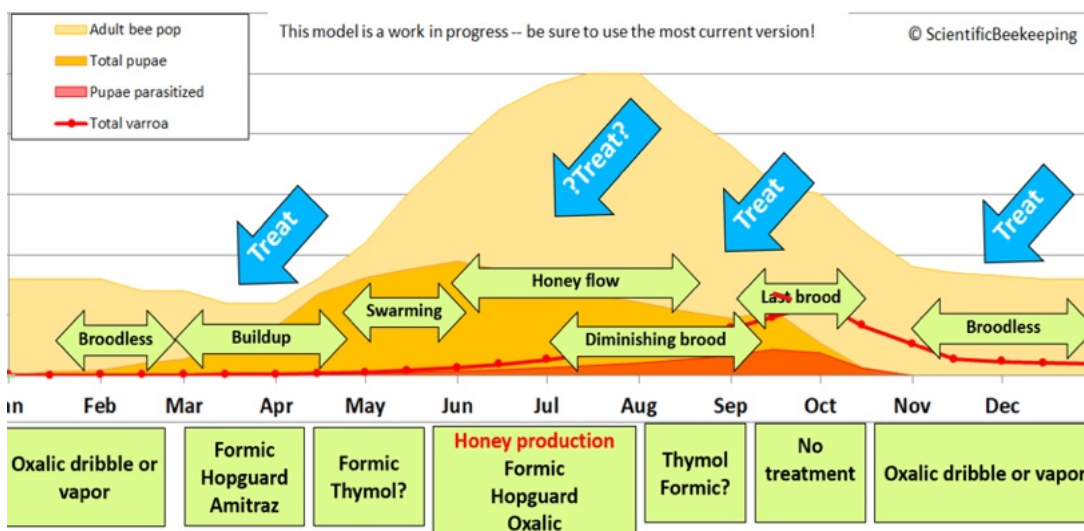 Adult bee pop
Total pupae
Pupae parasitized
Total varroa
This model is a work in progress -- be sure to use the most current version!
© ScientificBeekeeping
Treat
?Treat?
Treat
Treat
Broodless
Buildup
Swarming
Honey flow
Diminishing brood
Last brood
Broodless
an
Feb
Mar
Apr
May
Jun
Jul
Aug
Sep
Oct
Nov
Dec
Oxalic dribble or
vapor
Formic
Hopguard
Amitraz
Formic
Thymol?
Honey production
Formic
Hopguard
Oxalic
Thymol
Formic?
No
treatment
Oxalic dribble or vapor